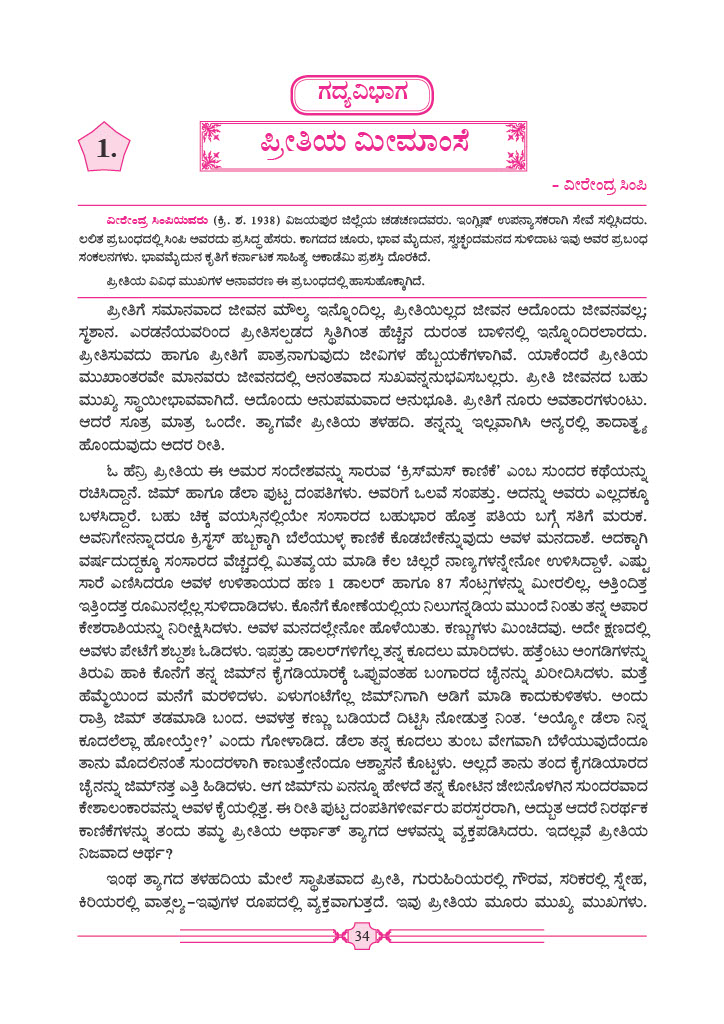 ಗದ್ಯವಿಭಾಗ
1.
ಪ್ರೀತಿಯ ಮೀಮಾಂಸೆ
– ವೀರೇಂದ್ರ ಸಿಂಪಿ
ವೀರೇಂದ್ರ ಸಿಂಪಿಯವರು (ಕ್ರಿ. ಶ. 1938) ವಿಜಯಪುರ ಜಿಲ್ಲೆಯ ಚಡಚಣದವರು. ಇಂಗ್ಲಿಷ್ ಉಪನ್ಯಾಸಕರಾಗಿ ಸೇವೆ ಸಲ್ಲಿಸಿದರು.
ಲಲಿತ ಪ್ರಬಂಧದಲ್ಲಿ ಸಿಂಪಿ ಅವರದು ಪ್ರಸಿದ್ಧ ಹೆಸರು. ಕಾಗದದ ಚೂರು, ಭಾವ ಮೈದುನ, ಸ್ವಚ್ಛಂದಮನದ ಸುಳಿದಾಟ ಇವು ಅವರ ಪ್ರಬಂಧ
ಸಂಕಲನಗಳು. ಭಾವಮೈದುನ ಕೃತಿಗೆ ಕರ್ನಾಟಕ ಸಾಹಿತ್ಯ ಅಕಾಡೆಮಿ ಪ್ರಶಸ್ತಿ ದೊರಕಿದೆ.
ಪ್ರೀತಿಯ ವಿವಿಧ ಮುಖಗಳ ಅನಾವರಣ ಈ ಪ್ರಬಂಧದಲ್ಲಿ ಹಾಸುಹೊಕ್ಕಾಗಿದೆ.
ಪ್ರೀತಿಗೆ ಸಮಾನವಾದ ಜೀವನ ಮೌಲ್ಯ ಇನ್ನೊಂದಿಲ್ಲ. ಪ್ರೀತಿಯಿಲ್ಲದ ಜೀವನ ಅದೊಂದು ಜೀವನವಲ್ಲ;
ಸ್ಮಶಾನ. ಎರಡನೆಯವರಿಂದ ಪ್ರೀತಿಸಲ್ಪಡದ ಸ್ಥಿತಿಗಿಂತ ಹೆಚ್ಚಿನ ದುರಂತ ಬಾಳಿನಲ್ಲಿ ಇನ್ನೊಂದಿರಲಾರದು.
ಪ್ರೀತಿಸುವದು ಹಾಗೂ ಪ್ರೀತಿಗೆ ಪಾತ್ರನಾಗುವುದು ಜೀವಿಗಳ ಹೆಬ್ಬಯಕೆಗಳಾಗಿವೆ. ಯಾಕೆಂದರೆ ಪ್ರೀತಿಯ
ಮುಖಾಂತರವೇ ಮಾನವರು ಜೀವನದಲ್ಲಿ ಅನಂತವಾದ ಸುಖವನ್ನನುಭವಿಸಬಲ್ಲರು. ಪ್ರೀತಿ ಜೀವನದ ಬಹು
ಮುಖ್ಯ ಸ್ಥಾಯೀಭಾವವಾಗಿದೆ. ಅದೊಂದು ಅನುಪಮವಾದ ಅನುಭೂತಿ. ಪ್ರೀತಿಗೆ ನೂರು ಅವತಾರಗಳುಂಟು.
ಆದರೆ ಸೂತ್ರ ಮಾತ್ರ ಒಂದೇ. ತ್ಯಾಗವೇ ಪ್ರೀತಿಯ ತಳಹದಿ. ತನ್ನನ್ನು ಇಲ್ಲವಾಗಿಸಿ ಅನ್ಯರಲ್ಲಿ ತಾದಾತ್ಮ್ಯ
ಹೊಂದುವುದು ಅದರ ರೀತಿ.
ಓ ಹೆನ್ರಿ ಪ್ರೀತಿಯ ಈ ಅಮರ ಸಂದೇಶವನ್ನು ಸಾರುವ ‘ಕ್ರಿಸ್‌ಮಸ್ ಕಾಣಿಕೆ’ ಎಂಬ ಸುಂದರ ಕಥೆಯನ್ನು
ರಚಿಸಿದ್ದಾನೆ. ಜಿಮ್ ಹಾಗೂ ಡೆಲಾ ಪುಟ್ಟ ದಂಪತಿಗಳು. ಅವರಿಗೆ ಒಲವೆ ಸಂಪತ್ತು. ಅದನ್ನು ಅವರು ಎಲ್ಲದಕ್ಕೂ
ಬಳಸಿದ್ದಾರೆ. ಬಹು ಚಿಕ್ಕ ವಯಸ್ಸಿನಲ್ಲಿಯೇ ಸಂಸಾರದ ಬಹುಭಾರ ಹೊತ್ತ ಪತಿಯ ಬಗ್ಗೆ ಸತಿಗೆ ಮರುಕ.
ಅವನಿಗೇನನ್ನಾದರೂ ಕ್ರಿಸ್ಮಸ್ ಹಬ್ಬಕ್ಕಾಗಿ ಬೆಲೆಯುಳ್ಳ ಕಾಣಿಕೆ ಕೊಡಬೇಕೆನ್ನುವುದು ಅವಳ ಮನದಾಶೆ. ಅದಕ್ಕಾಗಿ
ವರ್ಷದುದ್ದಕ್ಕೂ ಸಂಸಾರದ ವೆಚ್ಚದಲ್ಲಿ ಮಿತವ್ಯಯ ಮಾಡಿ ಕೆಲ ಚಿಲ್ಲರೆ ನಾಣ್ಯಗಳನ್ನೇನೋ ಉಳಿಸಿದ್ದಾಳೆ. ಎಷ್ಟು
ಸಾರೆ ಎಣಿಸಿದರೂ ಅವಳ ಉಳಿತಾಯದ ಹಣ 1 ಡಾಲರ್ ಹಾಗೂ 87 ಸೆಂಟ್ಸಗಳನ್ನು ಮೀರಲಿಲ್ಲ. ಅತ್ತಿಂದಿತ್ತ
ಇತ್ತಿಂದತ್ತ ರೂಮಿನಲ್ಲೆಲ್ಲ ಸುಳಿದಾಡಿದಳು. ಕೊನೆಗೆ ಕೋಣೆಯಲ್ಲಿಯ ನಿಲುಗನ್ನಡಿಯ ಮುಂದೆ ನಿಂತು ತನ್ನ ಅಪಾರ
ಕೇಶರಾಶಿಯನ್ನು ನಿರೀಕ್ಷಿಸಿದಳು. ಅವಳ ಮನದಲ್ಲೇನೋ ಹೊಳೆಯಿತು. ಕಣ್ಣುಗಳು ಮಿಂಚಿದವು. ಅದೇ ಕ್ಷಣದಲ್ಲಿ
ಅವಳು ಪೇಟೆಗೆ ಶಬ್ದಶಃ ಓಡಿದಳು. ಇಪ್ಪತ್ತು ಡಾಲರ್‌ಗಳಿಗೆಲ್ಲ ತನ್ನ ಕೂದಲು ಮಾರಿದಳು. ಹತ್ತೆಂಟು ಅಂಗಡಿಗಳನ್ನು
ತಿರುವಿ ಹಾಕಿ ಕೊನೆಗೆ ತನ್ನ ಜಿಮ್‌ನ ಕೈಗಡಿಯಾರಕ್ಕೆ ಒಪ್ಪುವಂತಹ ಬಂಗಾರದ ಚೈನನ್ನು ಖರೀದಿಸಿದಳು. ಮತ್ತೆ
ಹೆಮ್ಮೆಯಿಂದ ಮನೆಗೆ ಮರಳಿದಳು. ಏಳುಗಂಟೆಗೆಲ್ಲ ಜಿಮ್‌ನಿಗಾಗಿ ಅಡಿಗೆ ಮಾಡಿ ಕಾದುಕುಳಿತಳು. ಅಂದು
ರಾತ್ರಿ ಜಿಮ್ ತಡಮಾಡಿ ಬಂದ. ಅವಳತ್ತ ಕಣ್ಣು ಬಡಿಯದೆ ದಿಟ್ಟಿಸಿ ನೋಡುತ್ತ ನಿಂತ. ‘ಅಯ್ಯೋ ಡೆಲಾ ನಿನ್ನ
ಕೂದಲೆಲ್ಲಾ ಹೋಯ್ತೇ?’ ಎಂದು ಗೋಳಾಡಿದ. ಡೆಲಾ ತನ್ನ ಕೂದಲು ತುಂಬ ವೇಗವಾಗಿ ಬೆಳೆಯುವುದೆಂದೂ
ತಾನು ಮೊದಲಿನಂತೆ ಸುಂದರಳಾಗಿ ಕಾಣುತ್ತೇನೆಂದೂ ಆಶ್ವಾಸನೆ ಕೊಟ್ಟಳು. ಅಲ್ಲದೆ ತಾನು ತಂದ ಕೈಗಡಿಯಾರದ
ಚೈನನ್ನು ಜಿಮ್‌ನತ್ತ ಎತ್ತಿ ಹಿಡಿದಳು. ಆಗ ಜಿಮ್‌ನು ಏನನ್ನೂ ಹೇಳದೆ ತನ್ನ ಕೋಟಿನ ಜೇಬಿನೊಳಗಿನ ಸುಂದರವಾದ
ಕೇಶಾಲಂಕಾರವನ್ನು ಅವಳ ಕೈಯಲ್ಲಿತ್ತ. ಈ ರೀತಿ ಪುಟ್ಟ ದಂಪತಿಗಳೀರ್ವರು ಪರಸ್ಪರರಾಗಿ, ಅದ್ಭುತ ಆದರೆ ನಿರರ್ಥಕ
ಕಾಣಿಕೆಗಳನ್ನು ತಂದು ತಮ್ಮ ಪ್ರೀತಿಯ ಅರ್ಥಾತ್ ತ್ಯಾಗದ ಆಳವನ್ನು ವ್ಯಕ್ತಪಡಿಸಿದರು. ಇದಲ್ಲವೆ ಪ್ರೀತಿಯ
ನಿಜವಾದ ಅರ್ಥ?
ಇಂಥ ತ್ಯಾಗದ ತಳಹದಿಯ ಮೇಲೆ ಸ್ಥಾಪಿತವಾದ ಪ್ರೀತಿ, ಗುರುಹಿರಿಯರಲ್ಲಿ ಗೌರವ, ಸರಿಕರಲ್ಲಿ ಸ್ನೇಹ,
ಕಿರಿಯರಲ್ಲಿ ವಾತ್ಸಲ್ಯ–ಇವುಗಳ ರೂಪದಲ್ಲಿ ವ್ಯಕ್ತವಾಗುತ್ತದೆ. ಇವು ಪ್ರೀತಿಯ ಮೂರು ಮುಖ್ಯ ಮುಖಗಳು.
34